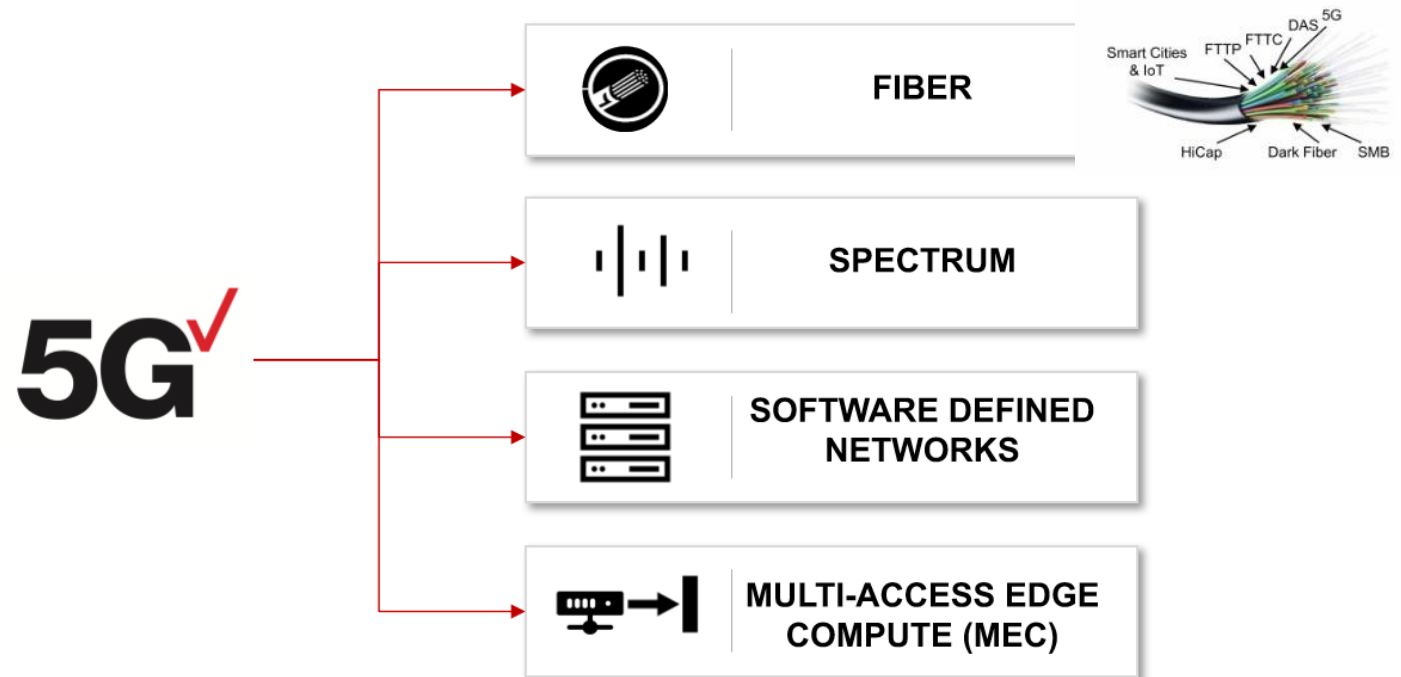 5G
FIBER
Smart Cities
& IoT
FTTP
FTTC
DAS
5G
HiCap
Dark Fiber
SMB
SPECTRUM
SOFTWARE DEFINED
NETWORKS
MULTI-ACCESS EDGE
COMPUTE (MEC)